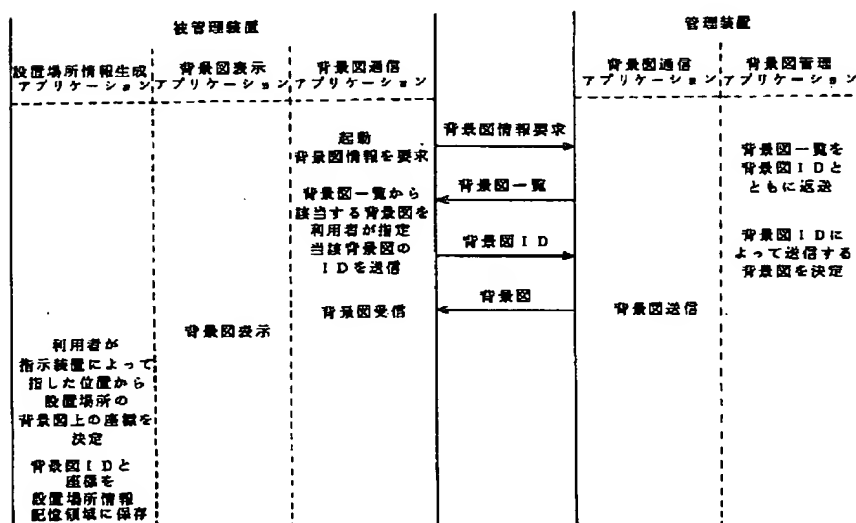 被管理装置
管理装置
設置場所情報生成
アプリケーション
背景図表示
アプリケーション
背景図通信
アプリケーション
背景図通信
アプリケーション
背景図管理
アプリケーション
起動
背景図情報を要求
背景図情報要求
背景図一覧を
背景図IDと
ともに返送
背景図一覧
背景図一覧から
該当する背景図を
利用者が指定
当該背景図の
IDを送信
背景図ID
背景図IDに
よって送信する
背景図を決定
背景図
背景図受信
背景図送信
背景図表示
利用者が
指示装置によって
指した位置から
設置場所の
背景図上の座標を
決定
背景図IDと
座標を
設置場所情報
記憶領域に保存